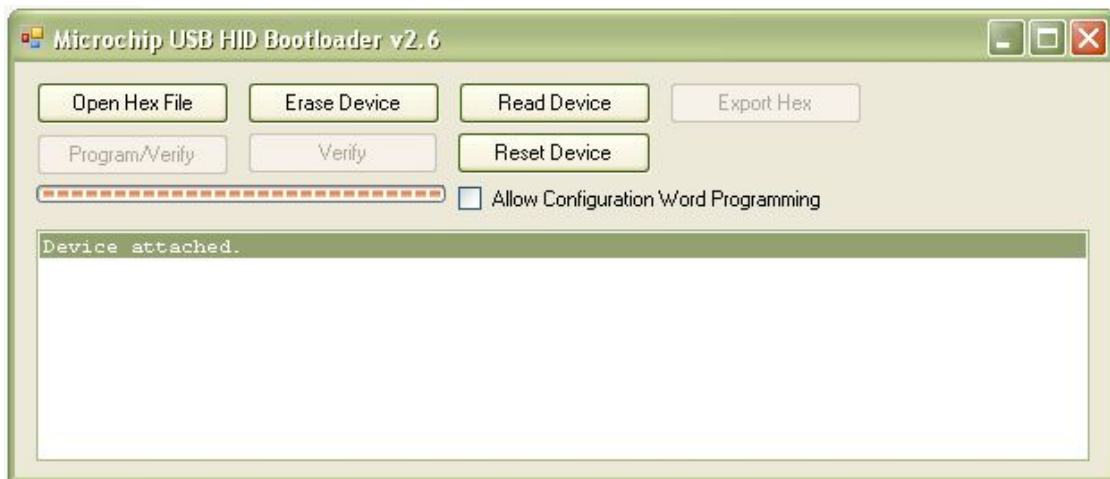 Microchip USB HID Bootloader v2.6
Open Hex File Erase Device Read Device Export Hex
Program/Verify Verify Reset Device
Allow Configuration Word Programming
Device attached.